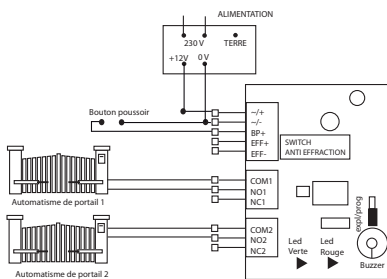 ALIMENTATION
230 V
TERRE
+12V
0 V
Bouton poussoir
~/+
~/-
BP+
EFF+
EFF-
SWITCH
ANTI EFFRACTION
Automatisme de portail 1
COM1
NO1
NC1
expl/prog
COM2
NO2
NC2
Led
Verte
Led
Rouge
Buzzer
Automatisme de portail 2